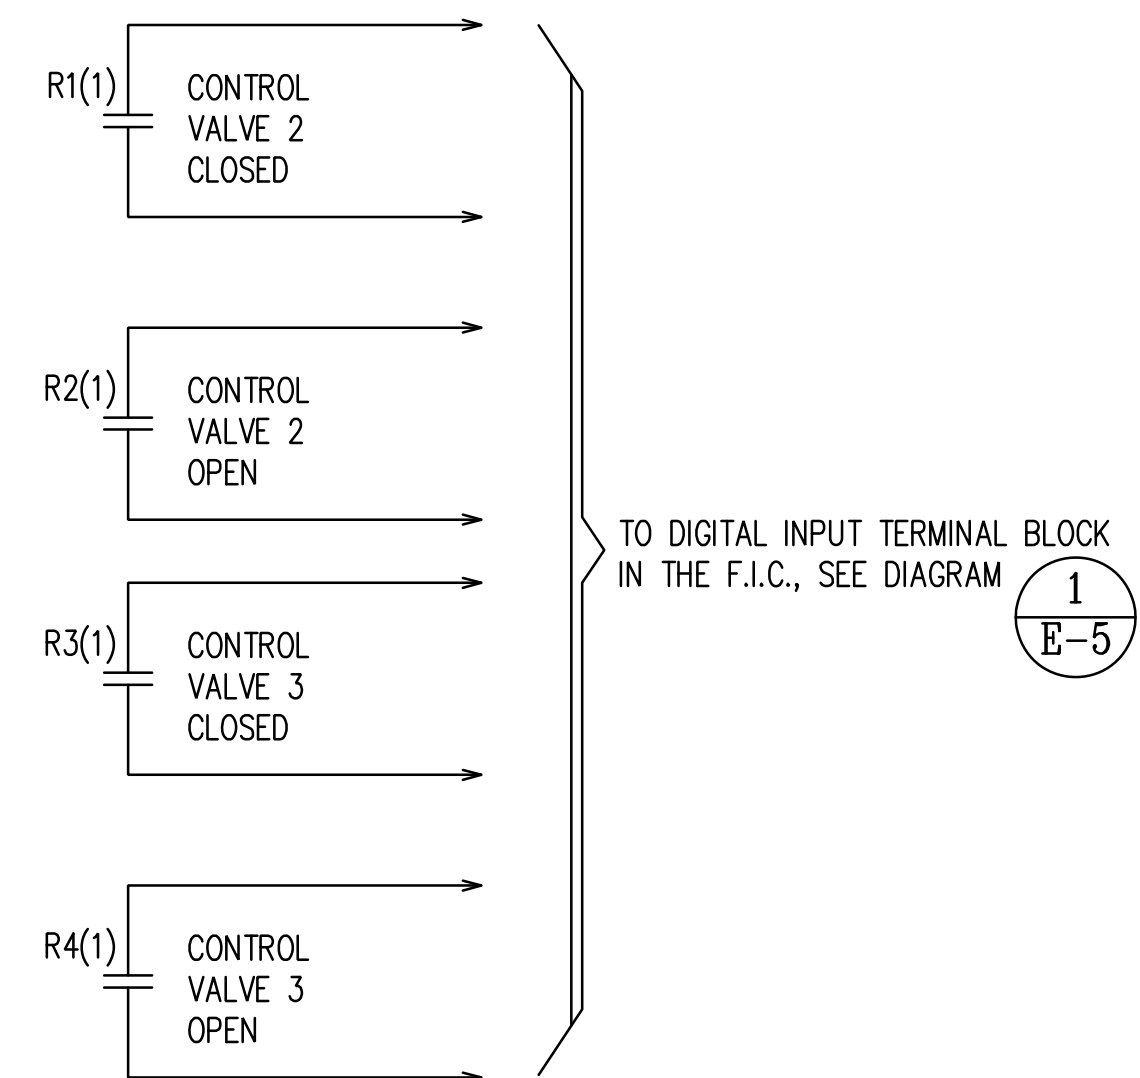 R1(1)
CONTROL
VALVE 2
CLOSED
R2(1)
CONTROL
VALVE 2
OPEN
TO DIGITAL INPUT TERMINAL BLOCK
IN THE F.I.C., SEE DIAGRAM
1
E-5
R3(1)
CONTROL
VALVE 3
CLOSED
R4(1)
CONTROL
VALVE 3
OPEN